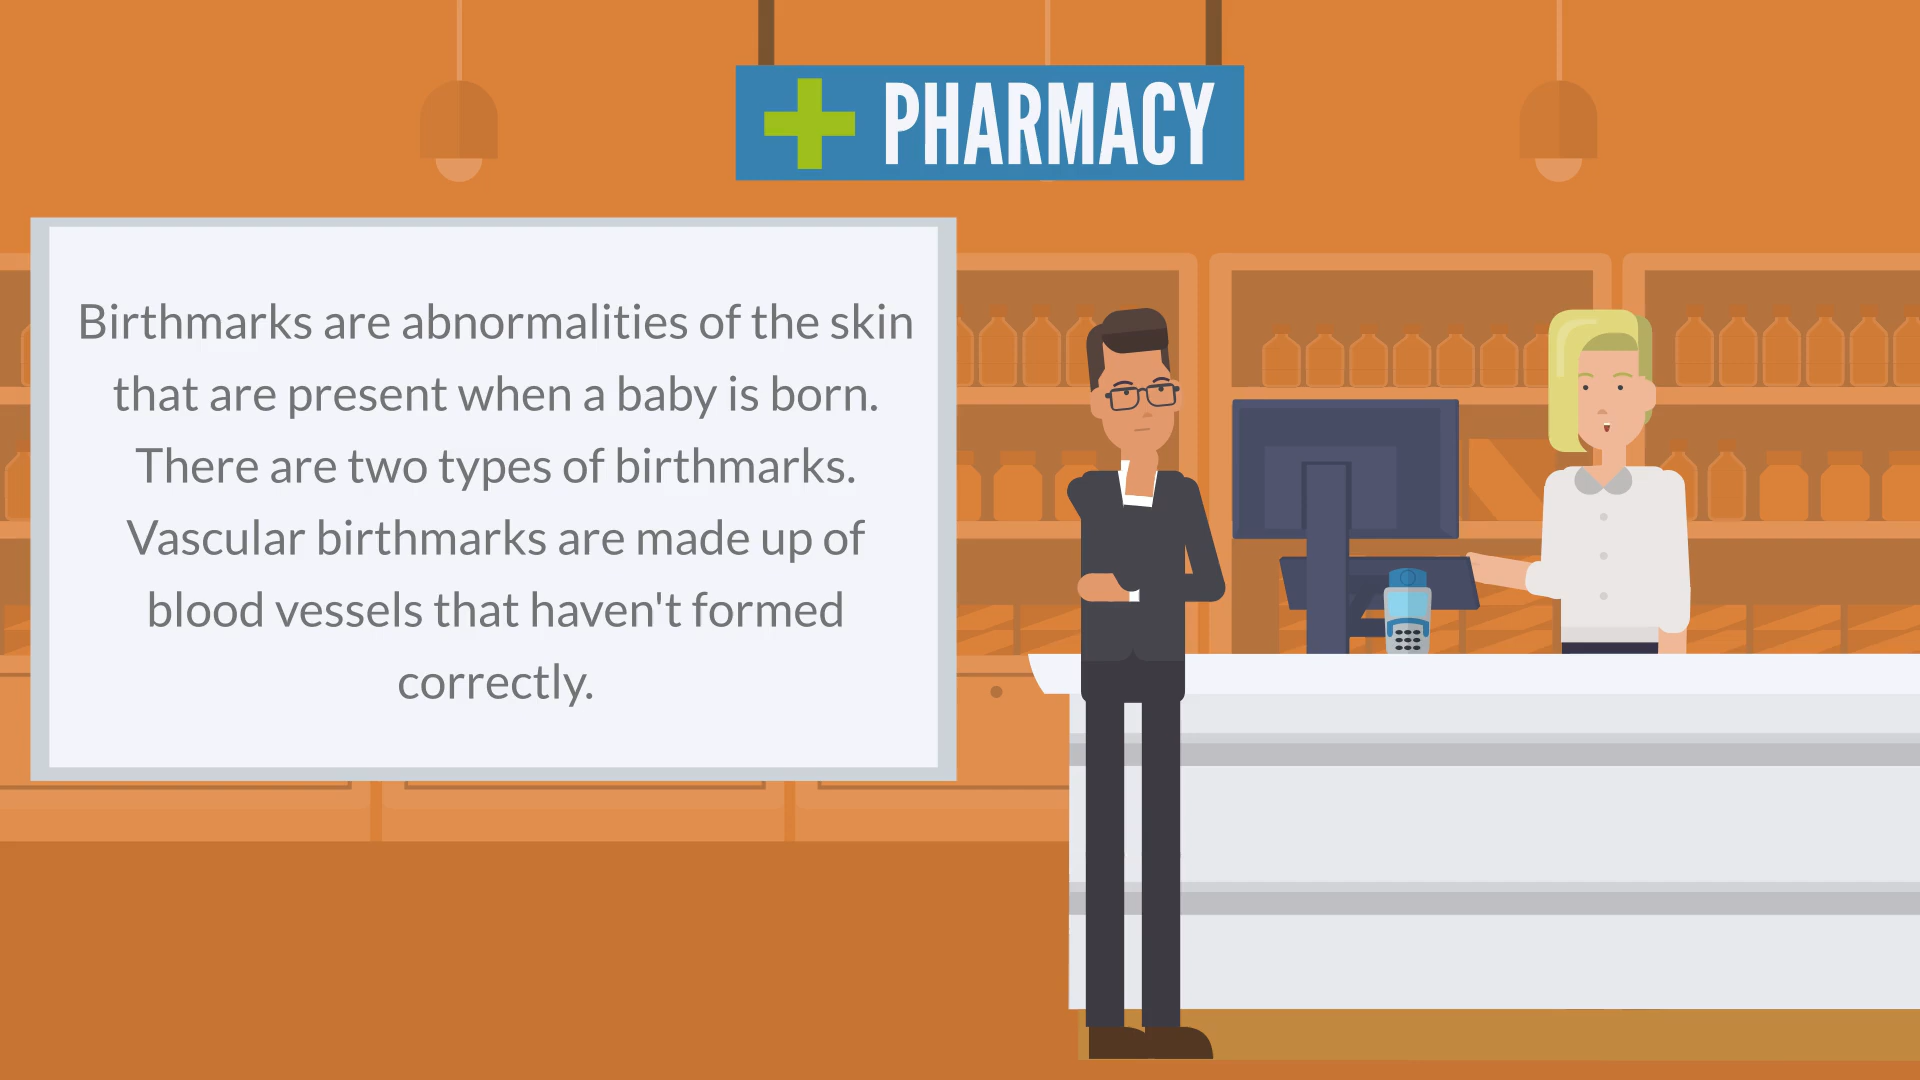 PHARMACY
Birthmarks are abnormalities of the skin
that are present when a baby is born.
There are two types of birthmarks.
Vascular birthmarks are made up of
blood vessels that haven't formed
correctly.